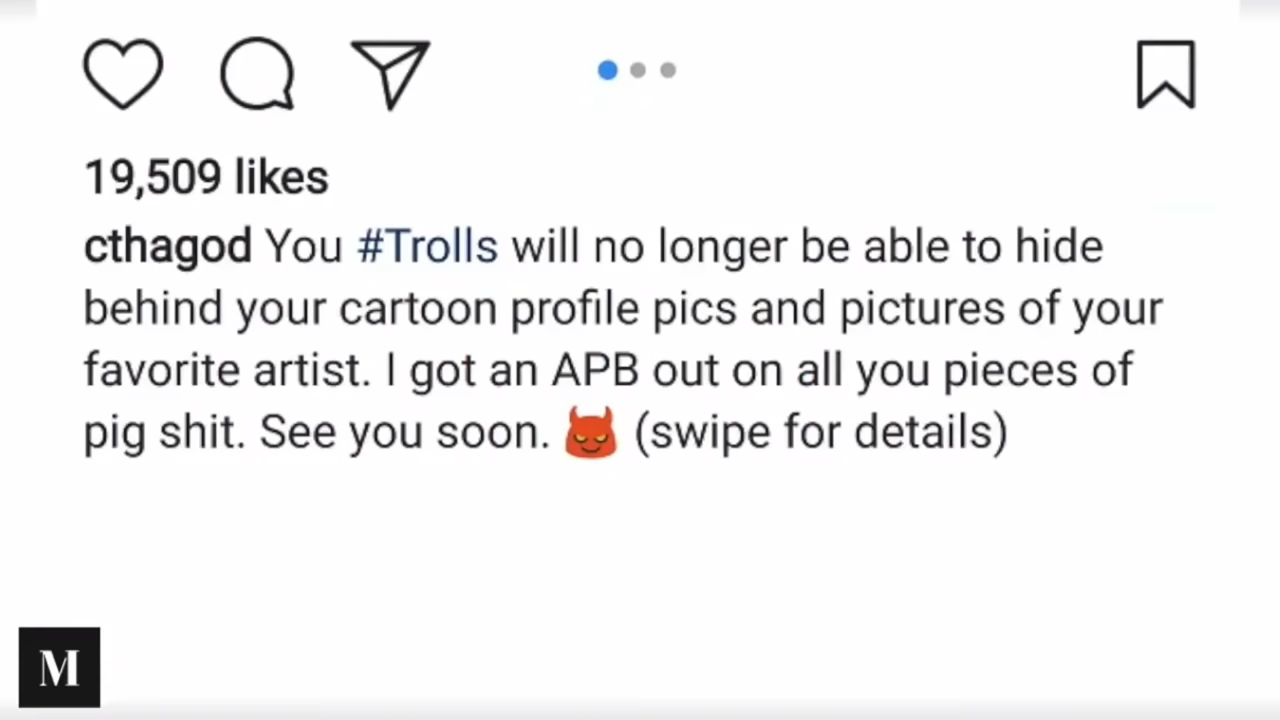 19,509 likes
cthagod You #Trolls will no longer be able to hide
behind your cartoon profile pics and pictures of your
favorite artist. I got an APB out on all you pieces of
pig shit. See you soon. 😈 (swipe for details)
M